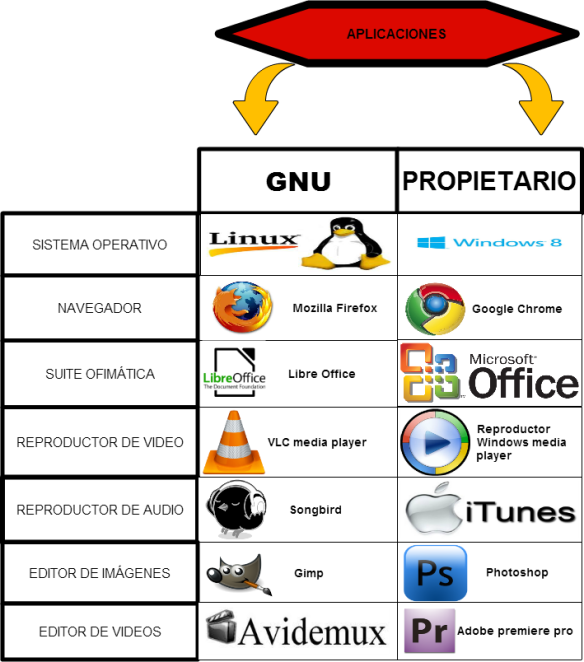 APLICACIONES
GNU
PROPIETARIO
SISTEMA OPERATIVO
Linux
Windows 8
NAVEGADOR
Mozilla Firefox
Google Chrome
SUITE OFIMÁTICA
LibreOffice
The Document Foundation
Libre Office
Microsoft®
Office
REPRODUCTOR DE VIDEO
VLC media player
Reproductor
Windows media
player
REPRODUCTOR DE AUDIO
Songbird
iTunes
EDITOR DE IMÁGENES
Gimp
Ps
Photoshop
EDITOR DE VIDEOS
Avidemux
Pr
Adobe premiere pro